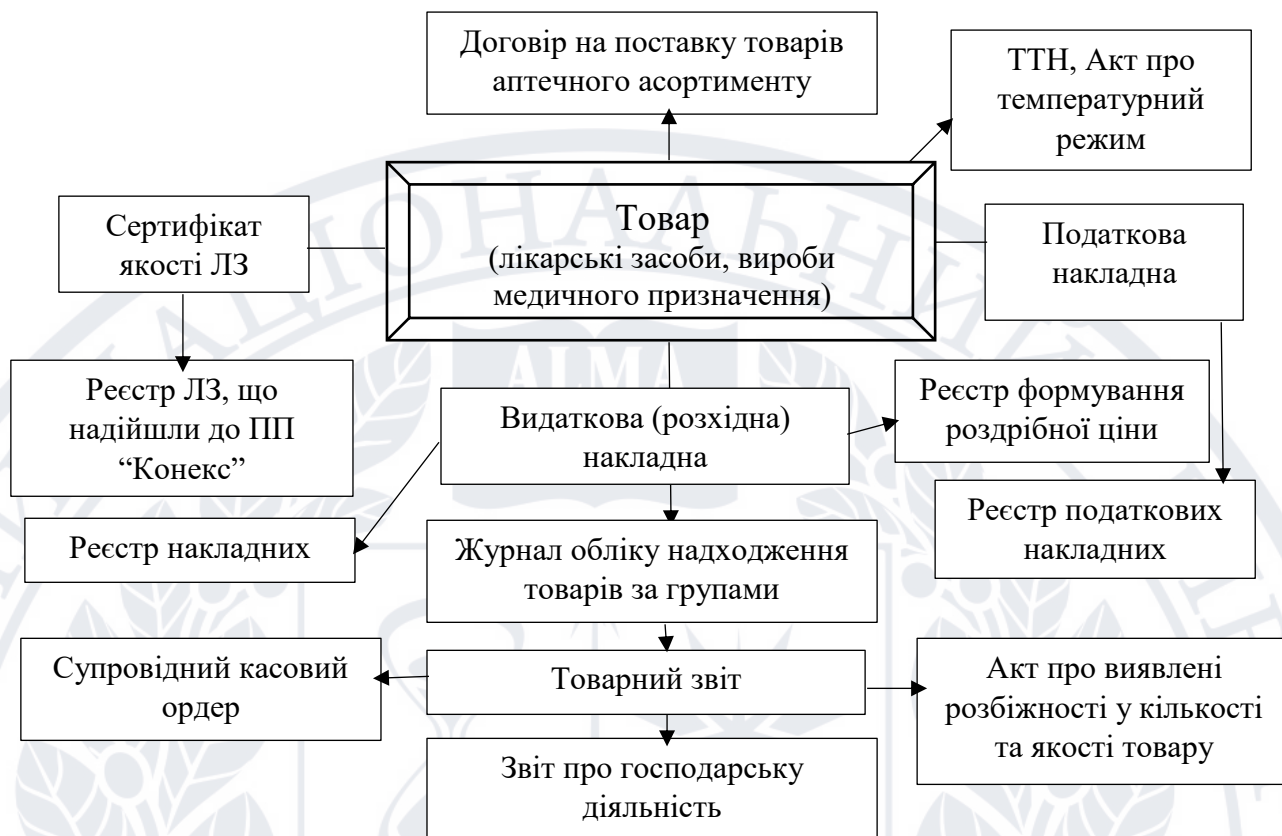 Договір на поставку товарів
аптечного асортименту
ТТН, Акт про
температурний
режим
Сертифікат
якості ЛЗ
Товар
(лікарські засоби, вироби
медичного призначення)
Податкова
накладна
Реєстр ЛЗ, що
надійшли до ПП
“Конекс”
Видаткова (розхідна)
накладна
Реєстр формування
роздрібної ціни
Реєстр накладних
Журнал обліку надходження
товарів за групами
Реєстр податкових
накладних
Супровідний касовий
ордер
Товарний звіт
Акт про виявлені
розбіжності у кількості
та якості товару
Звіт про господарську
діяльність
ALMA